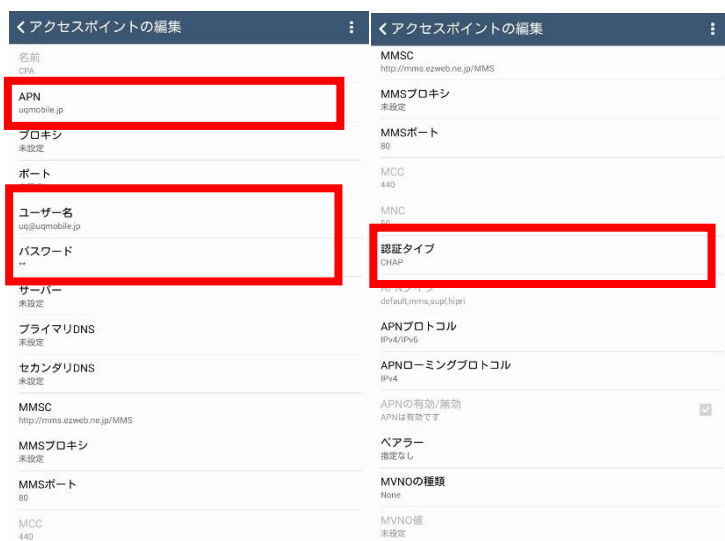 アクセスポイントの編集
名前
CPA
APN
uqmobile.jp
プロキシ
未設定
ポート
ユーザー名
uq@uqmobile.jp
パスワード
**
サーバー
未設定
プライマリDNS
未設定
セカンダリDNS
未設定
MMSC
http://mms.ezweb.ne.jp/MMS
MMSプロキシ
未設定
MMSポート
80
MCC
440
アクセスポイントの編集
MMSC
http://mms.ezweb.ne.jp/MMS
MMSプロキシ
未設定
MMSポート
80
MCC
440
MNC
50
認証タイプ
CHAP
APNタイプ
default,mms,supl,hipri
APNプロトコル
IPv4/IPv6
APNローミングプロトコル
IPv4
APNの有効/無効
APNは有効です
ベアラー
指定なし
MVNOの種類
None
MVNO値
未設定